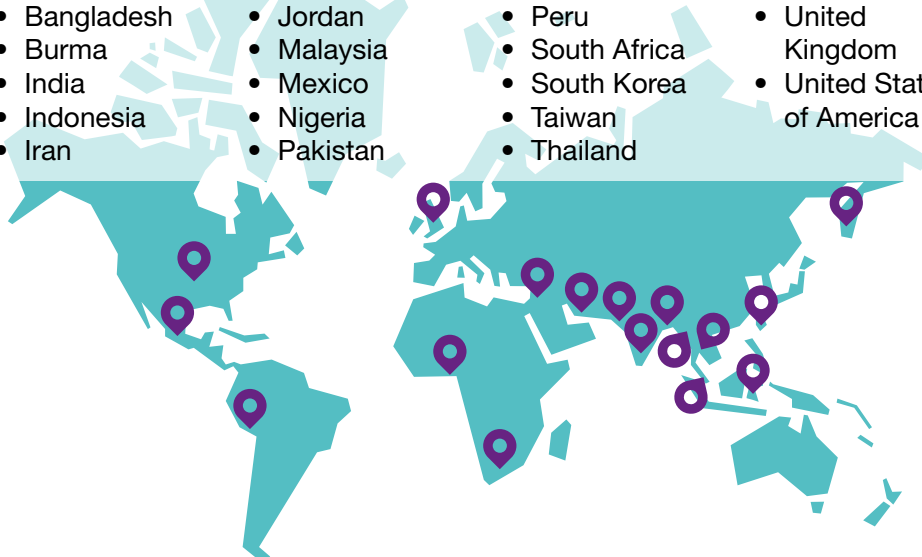 • Bangladesh
• Burma
• India
• Indonesia
• Iran
• Jordan
• Malaysia
• Mexico
• Nigeria
• Pakistan
• Peru
• South Africa
• South Korea
• Taiwan
• Thailand
• United
Kingdom
• United Stat
of America